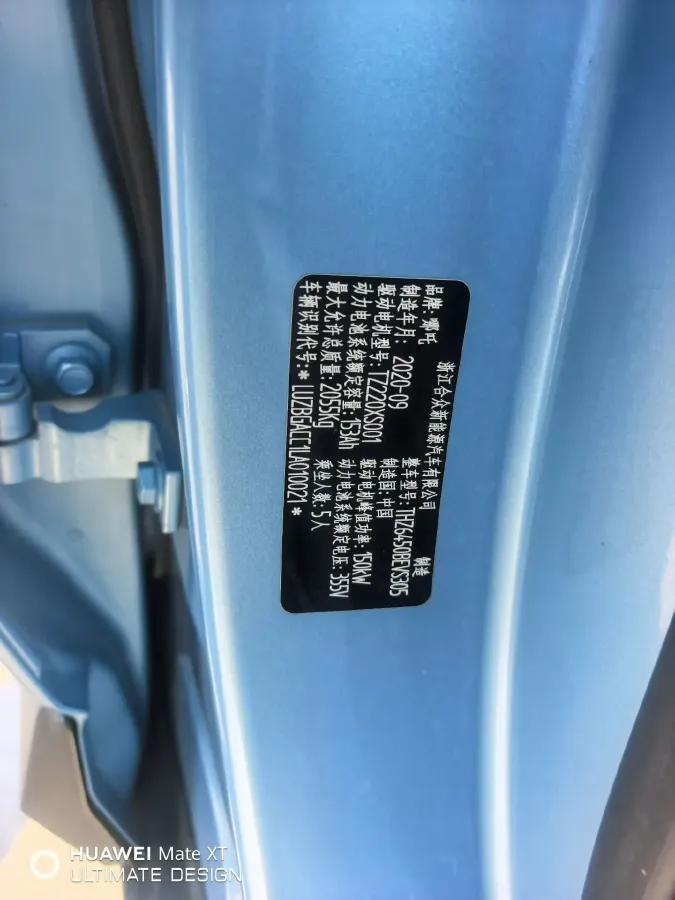 浙江合众新能源汽车有限公司 制造
品牌: 哪吒 整车型号: THZ6450BEVS305
制造年月: 2020-09 制造国: 中国
驱动电机型号: TZ220XS001 驱动电机峰值功率: 150kW
动力电池系统额定容量: 153Ah 动力电池系统额定电压: 355V
最大允许总质量: 2055kg 乘坐人数: 5人
车辆识别代号: * LUZBGACC1LA010021 *
HUAWEI Mate XT
ULTIMATE DESIGN